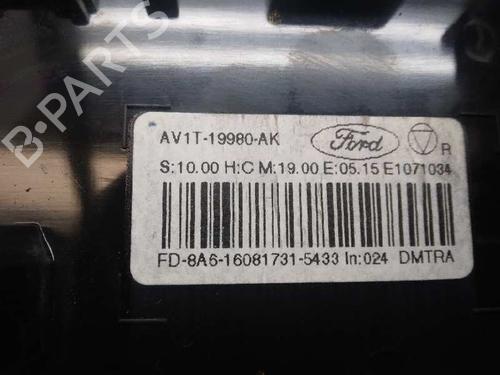 B-PARTS
AV1T-19980-AK Ford R
S:10.00 H:C M:19.00 E:05.15 E1071034
FD-8A6-16081731-5433 In:024 DMTRA